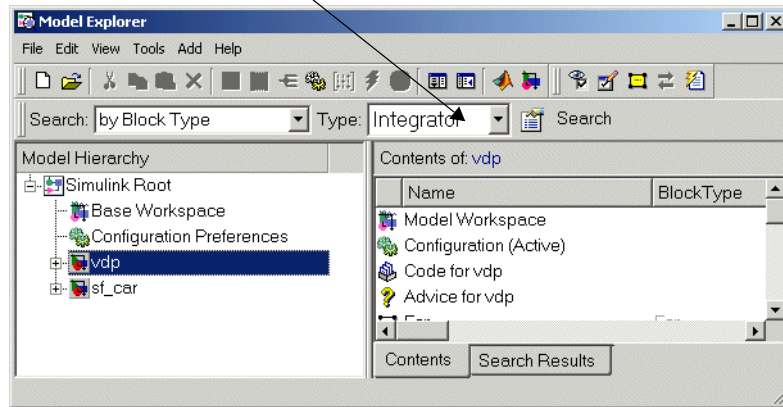 Model Explorer
File Edit View Tools Add Help
Search: by Block Type Type: Integrator Search
Model Hierarchy
Simulink Root
Base Workspace
Configuration Preferences
vdp
sf_car
Contents of: vdp
Name BlockType
Model Workspace
Configuration (Active)
Code for vdp
Advice for vdp
Contents Search Results